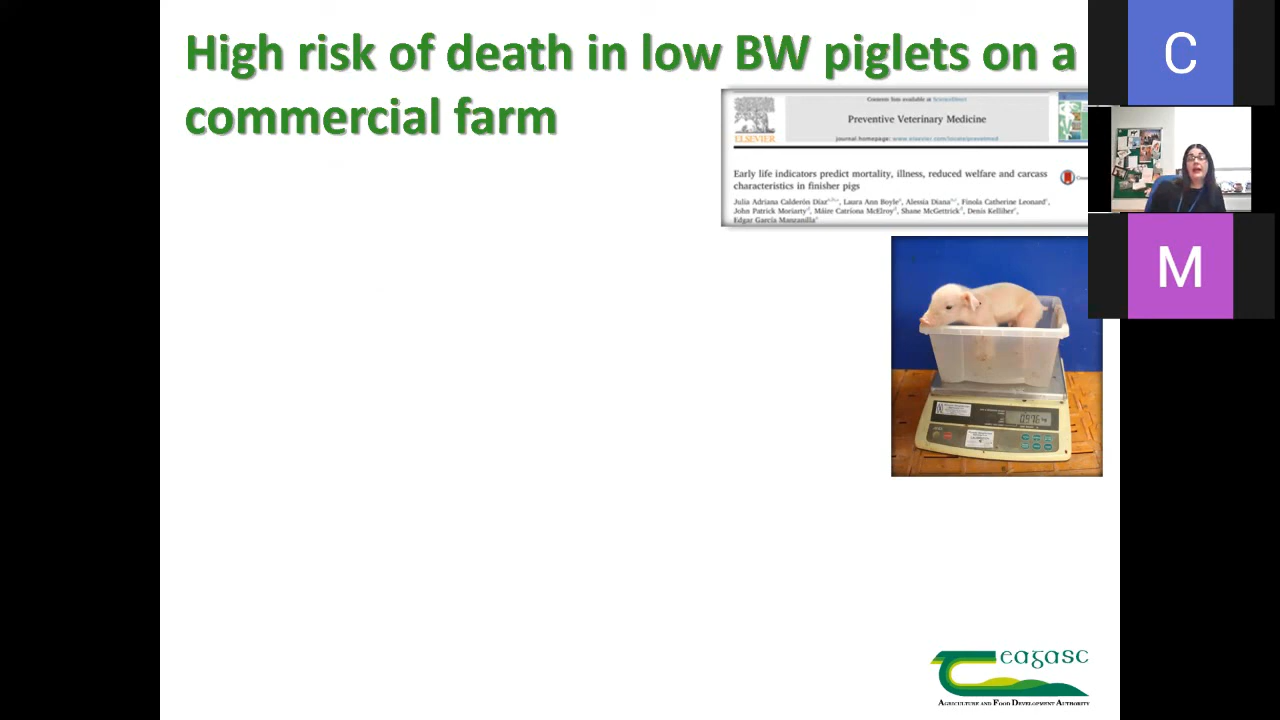 High risk of death in low BW piglets on a
commercial farm
Contents lists available at ScienceDirect
Preventive Veterinary Medicine
journal homepage: www.elsevier.com/locate/prevetmed
ELSEVIER
Early life indicators predict mortality, illness, reduced welfare and carcass
characteristics in finisher pigs
Julia Adriana Calderón Díaz, Laura Ann Boyle, Alessia Diana, Finola Catherine Leonard,
John Patrick Moriarty, Máire Catriona McElroy, Shane McGettrick, Denis Kelliher,
Edgar García Manzanilla
C
M
0.976
eagasc
AGRICULTURE AND FOOD DEVELOPMENT AUTHORITY